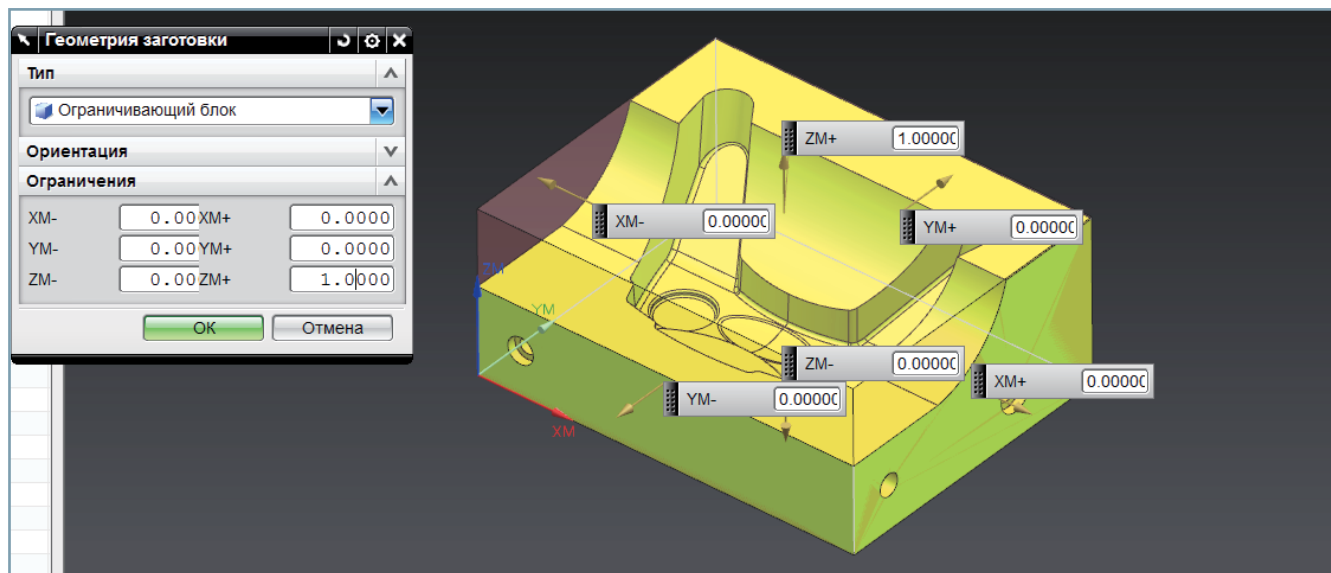 Геометрия заготовки
Тип
Ограничивающий блок
Ориентация
Ограничения
XM- 0.00 XM+ 0.0000
YM- 0.00 YM+ 0.0000
ZM- 0.00 ZM+ 1.0000
OK Отмена
ZM+ 1.00000
XM- 0.00000
YM+ 0.00000
ZM
YM
ZM- 0.00000
XM+ 0.00000
YM- 0.00000
XM